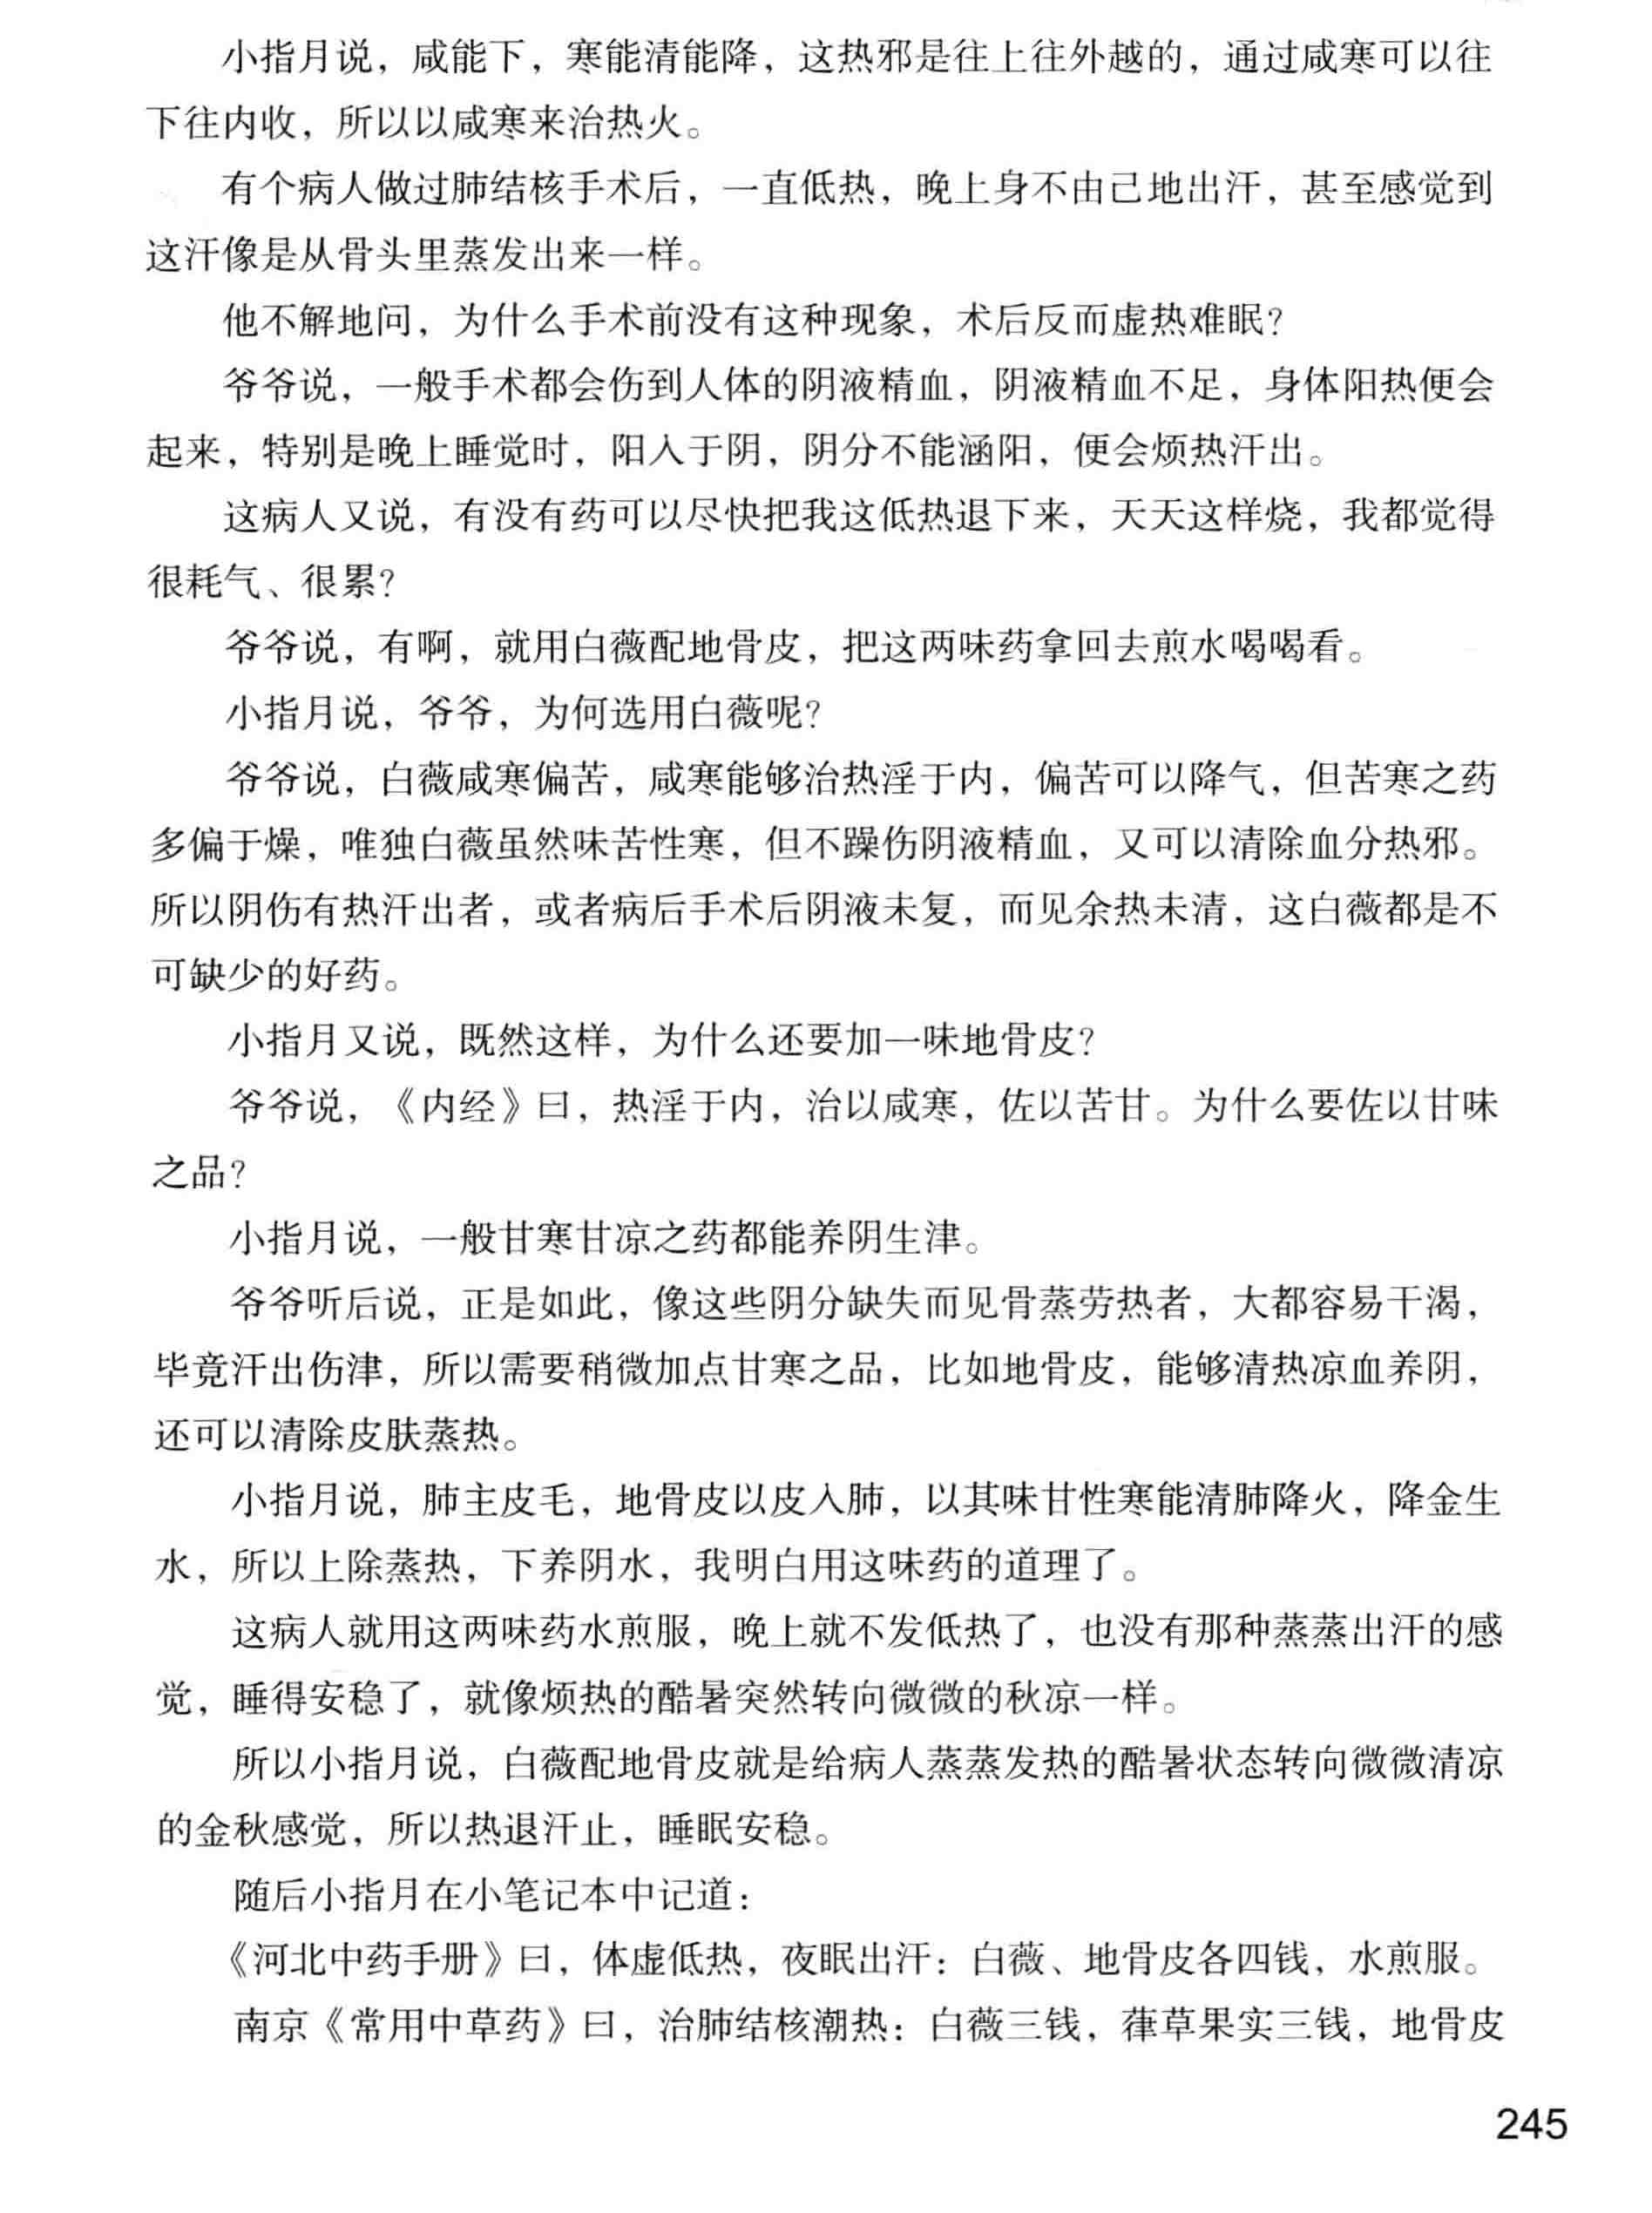 小指月说，咸能下，寒能清能降，这热邪是往上往外越的，通过咸寒可以往
下往内收，所以以咸寒来治热火。
有个病人做过肺结核手术后，一直低热，晚上身不由己地出汗，甚至感觉到
这汗像是从骨头里蒸发出来一样。
他不解地问，为什么手术前没有这种现象，术后反而虚热难眠？
爷爷说，一般手术都会伤到人体的阴液精血，阴液精血不足，身体阳热便会
起来，特别是晚上睡觉时，阳入于阴，阴分不能涵阳，便会烦热汗出。
这病人又说，有没有药可以尽快把我这低热退下来，天天这样烧，我都觉得
很耗气、很累？
爷爷说，有啊，就用白薇配地骨皮，把这两味药拿回去煎水喝喝看。
小指月说，爷爷，为何选用白薇呢？
爷爷说，白薇咸寒偏苦，咸寒能够治热淫于内，偏苦可以降气，但苦寒之药
多偏于燥，唯独白薇虽然味苦性寒，但不躁伤阴液精血，又可以清除血分热邪。
所以阴伤有热汗出者，或者病后手术后阴液未复，而见余热未清，这白薇都是不
可缺少的好药。
小指月又说，既然这样，为什么还要加一味地骨皮？
爷爷说，《内经》曰，热淫于内，治以咸寒，佐以苦甘。为什么要佐以甘味
之品？
小指月说，一般甘寒甘凉之药都能养阴生津。
爷爷听后说，正是如此，像这些阴分缺失而见骨蒸劳热者，大都容易干渴，
毕竟汗出伤津，所以需要稍微加点甘寒之品，比如地骨皮，能够清热凉血养阴，
还可以清除皮肤蒸热。
小指月说，肺主皮毛，地骨皮以皮入肺，以其味甘性寒能清肺降火，降金生
水，所以上除蒸热，下养阴水，我明白用这味药的道理了。
这病人就用这两味药水煎服，晚上就不发低热了，也没有那种蒸蒸出汗的感
觉，睡得安稳了，就像烦热的酷暑突然转向微微的秋凉一样。
所以小指月说，白薇配地骨皮就是给病人蒸蒸发热的酷暑状态转向微微清凉
的金秋感觉，所以热退汗止，睡眠安稳。
随后小指月在小笔记本中记道：
《河北中药手册》曰，体虚低热，夜眠出汗：白薇、地骨皮各四钱，水煎服。
南京《常用中草药》曰，治肺结核潮热：白薇三钱，葎草果实三钱，地骨皮
245